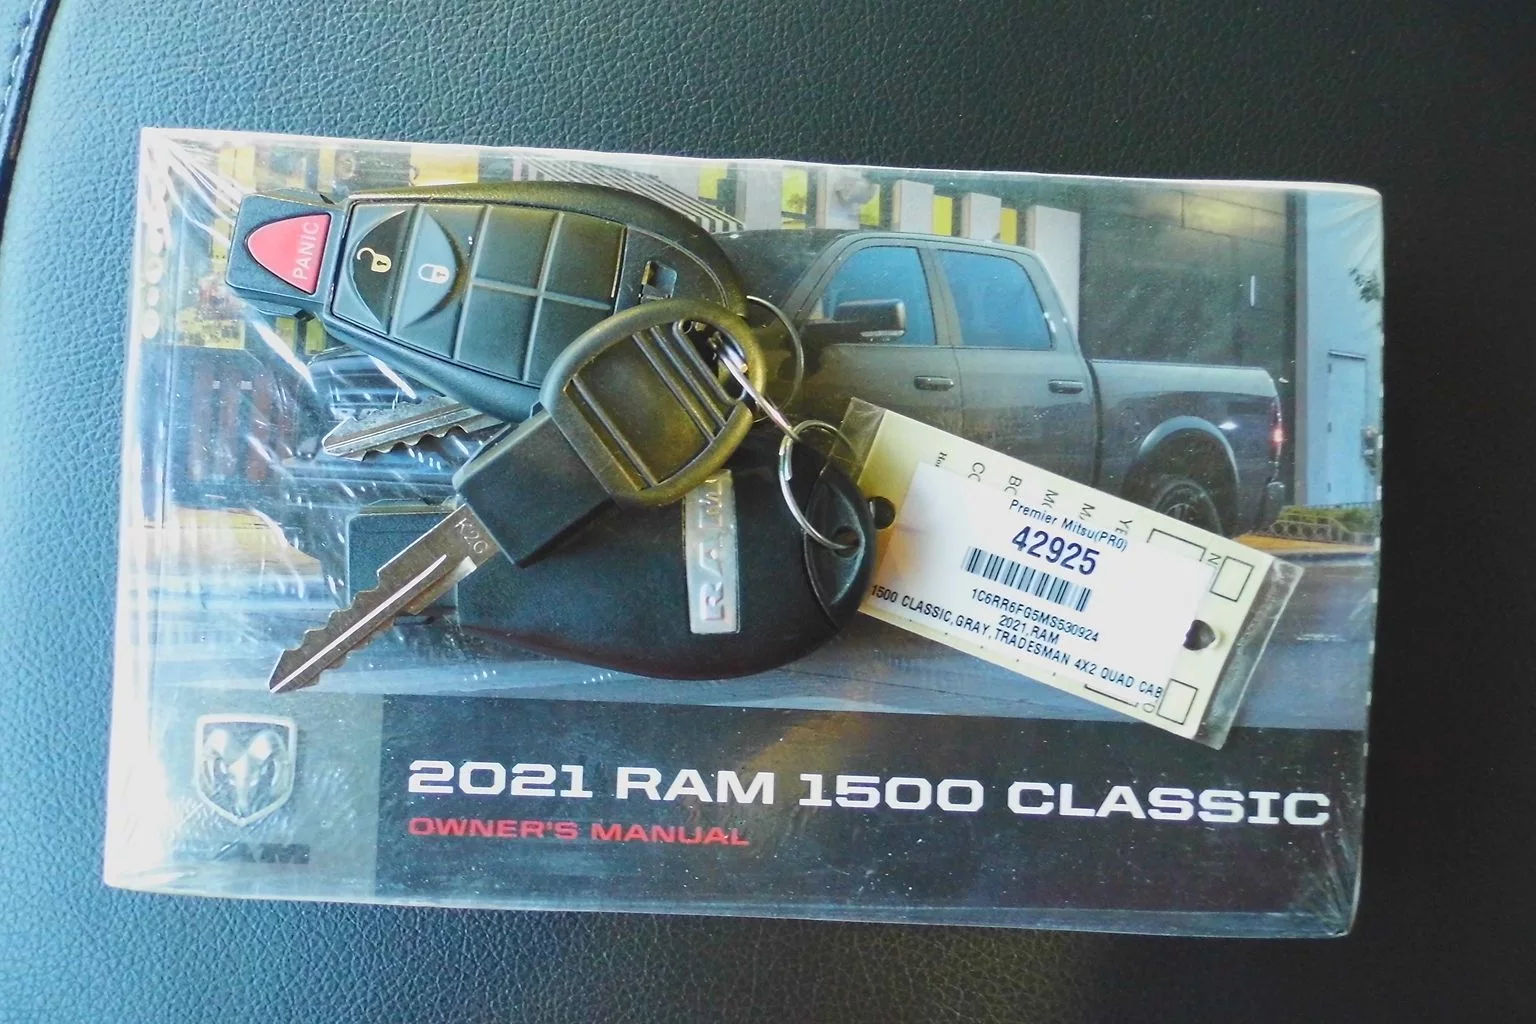 PANIC
K2G
RAM
Premier Mitsu(PR0)
42925
1C6RR6FG5MS530924
2021,RAM
1500 CLASSIC,GRAY,TRADESMAN 4X2 QUAD CAB
2021 RAM 1500 CLASSIC
OWNER'S MANUAL